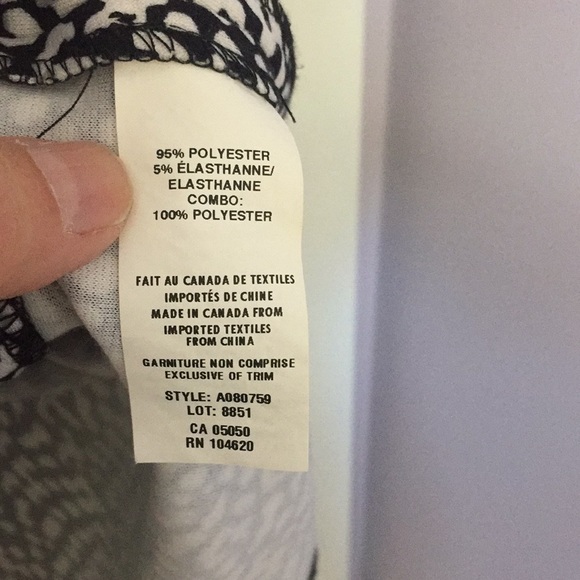 95% POLYESTER
5% ÉLASTHANNE/
ELASTHANNE
COMBO:
100% POLYESTER
FAIT AU CANADA DE TEXTILES
IMPORTÉS DE CHINE
MADE IN CANADA FROM
IMPORTED TEXTILES
FROM CHINA
GARNITURE NON COMPRISE
EXCLUSIVE OF TRIM
STYLE: A080759
LOT: 8851
CA 05050
RN 104620